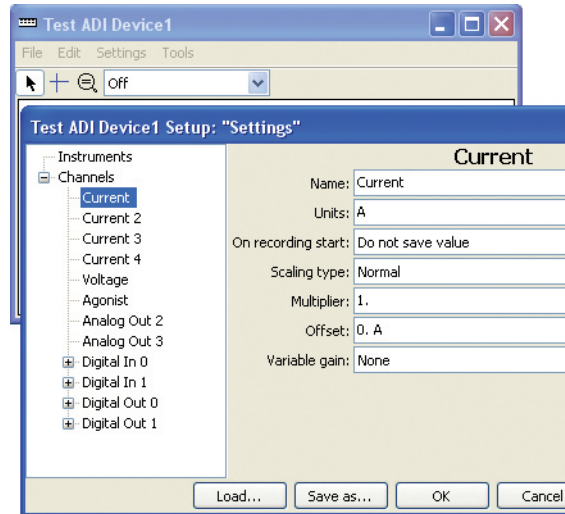 Test ADI Device1
File Edit Settings Tools
Off
Test ADI Device1 Setup: "Settings"
Instruments
Channels
Current
Current 2
Current 3
Current 4
Voltage
Agonist
Analog Out 2
Analog Out 3
Digital In 0
Digital In 1
Digital Out 0
Digital Out 1
Current
Name: Current
Units: A
On recording start: Do not save value
Scaling type: Normal
Multiplier: 1.
Offset: 0. A
Variable gain: None
Load... Save as... OK Cancel